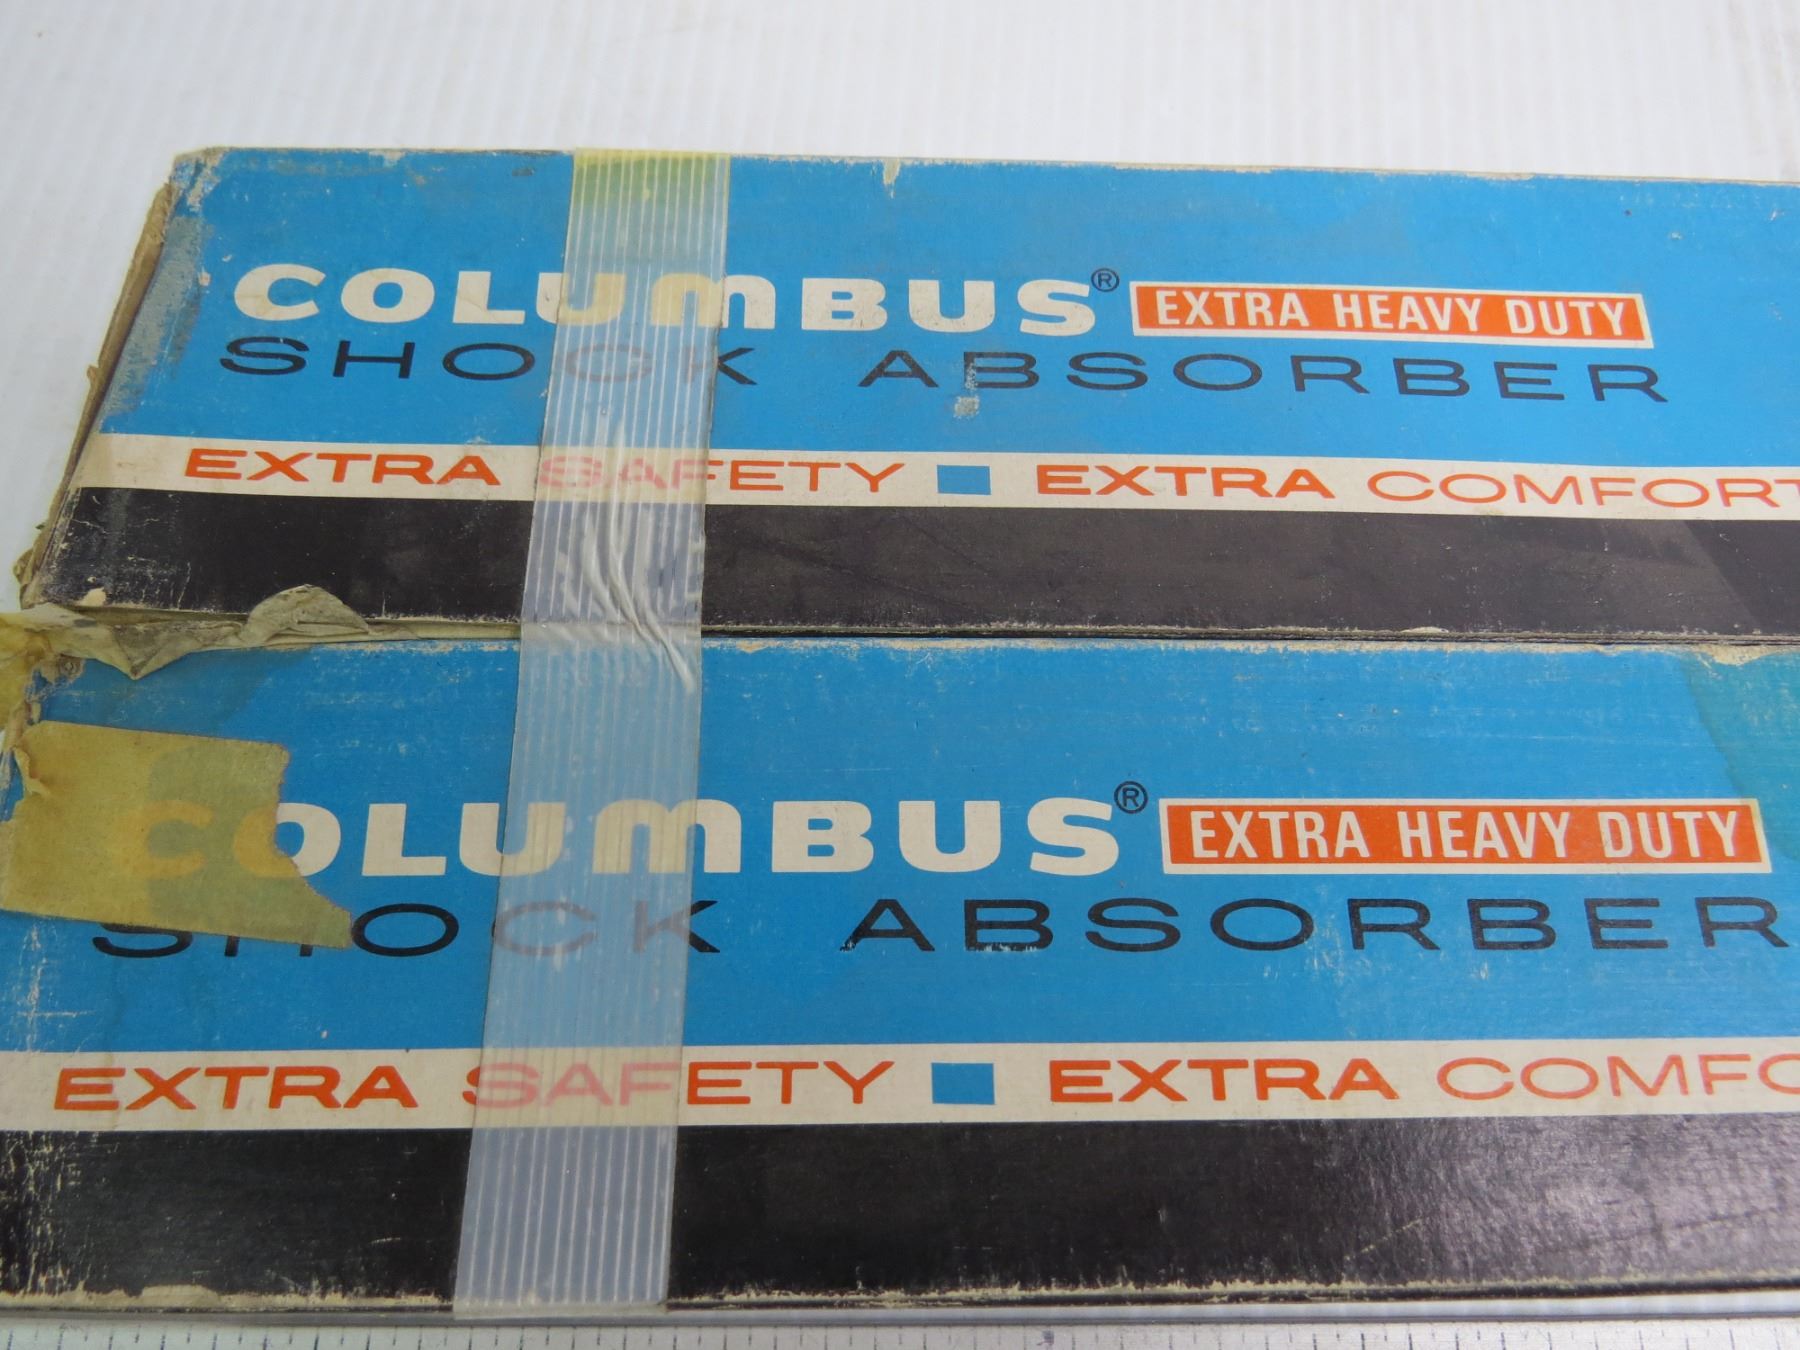 COLUMBUS® EXTRA HEAVY DUTY
SHOCK ABSORBER
EXTRA SAFETY ■ EXTRA COMFORT
COLUMBUS® EXTRA HEAVY DUTY
SHOCK ABSORBER
EXTRA SAFETY ■ EXTRA COMFO